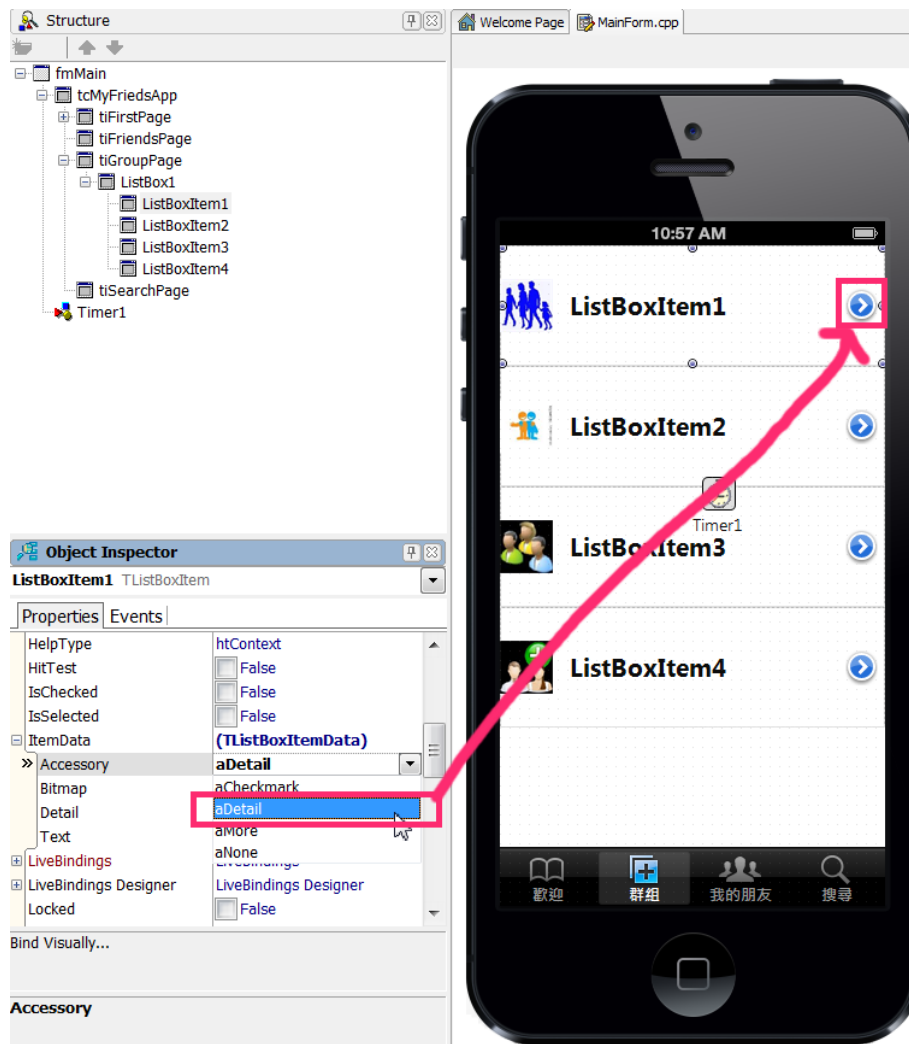 Structure
fmMain
tcMyFriedsApp
tiFirstPage
tiFriendsPage
tiGroupPage
ListBox1
ListBoxItem1
ListBoxItem2
ListBoxItem3
ListBoxItem4
tiSearchPage
Timer1
Object Inspector
ListBoxItem1 TListBoxItem
Properties Events
HelpType htContext
HitTest False
IsChecked False
IsSelected False
ItemData (TListBoxItemData)
Accessory aDetail
Bitmap aCheckmark
Detail aDetail
Text aMore
aNone
LiveBindings LiveBindings
LiveBindings Designer LiveBindings Designer
Locked False
Bind Visually...
Accessory
Welcome Page MainForm.cpp
10:57 AM
ListBoxItem1
ListBoxItem2
Timer1
ListBoxItem3
ListBoxItem4
歡迎 群組 我的朋友 搜尋